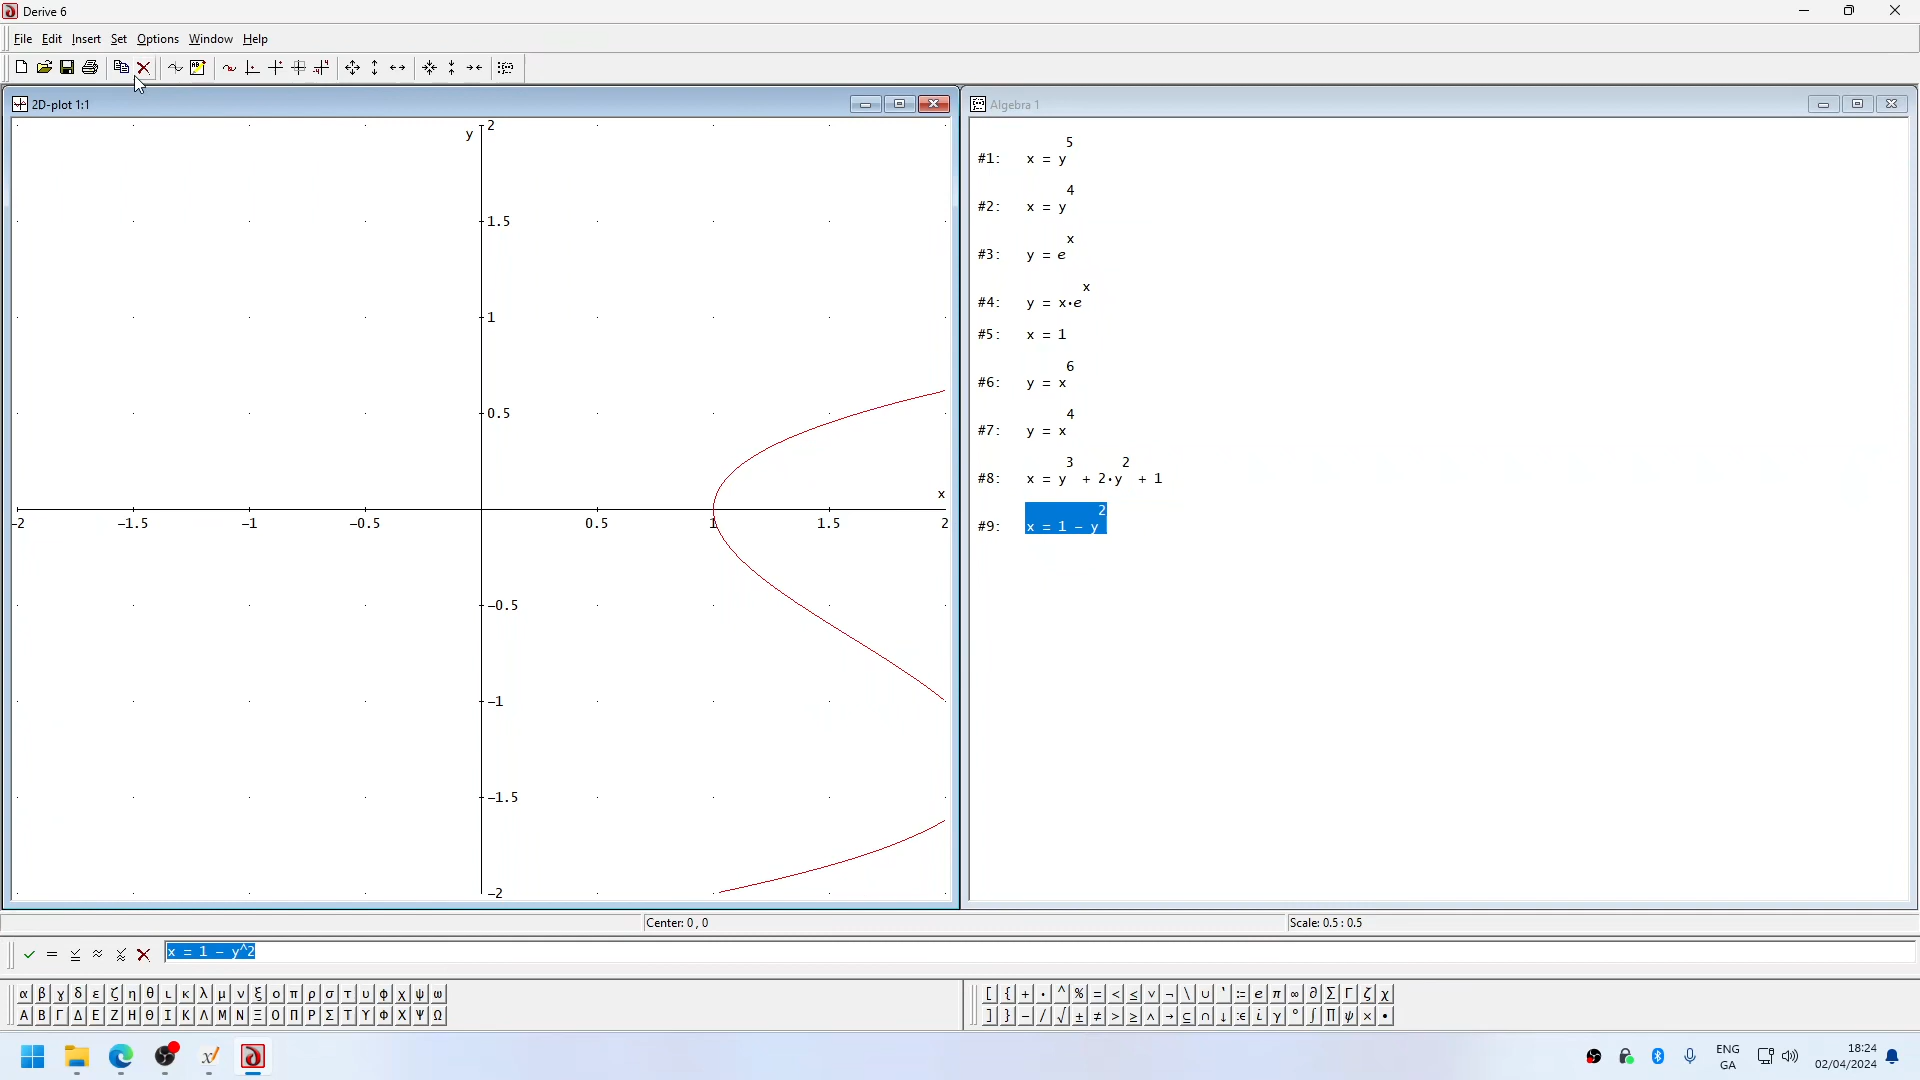 Derive 6
File Edit Insert Set Options Window Help
2D-plot 1:1
y
2
1.5
1
0.5
x
-2 -1.5 -1 -0.5 0.5 1 1.5 2
-0.5
-1
-1.5
-2
Algebra 1
#1: x = y^5
#2: x = y^4
#3: y = e^x
#4: y = x·e^x
#5: x = 1
#6: y = x^6
#7: y = x^4
#8: x = y^3 + 2·y^2 + 1
#9: x = 1 - y^2
Center: 0, 0
Scale: 0.5 : 0.5
x = 1 - y^2
α β γ δ ε ζ η θ ι κ λ μ ν ξ ο π ρ σ τ υ φ χ ψ ω
Α Β Γ Δ Ε Ζ Η Θ Ι Κ Λ Μ Ν Ξ Ο Π Ρ Σ Τ Υ Φ Χ Ψ Ω
[ { + · ^ % = < ≤ ∨ ¬ \ ∪ ` := e π ∞ ∂ ∑ Γ ζ χ
] } - / √ ± ≠ > ≥ ∧ → ⊆ ∩ ↓ :∈ i γ ° ∫ ∏ ψ × •
ENG
GA
18:24
02/04/2024